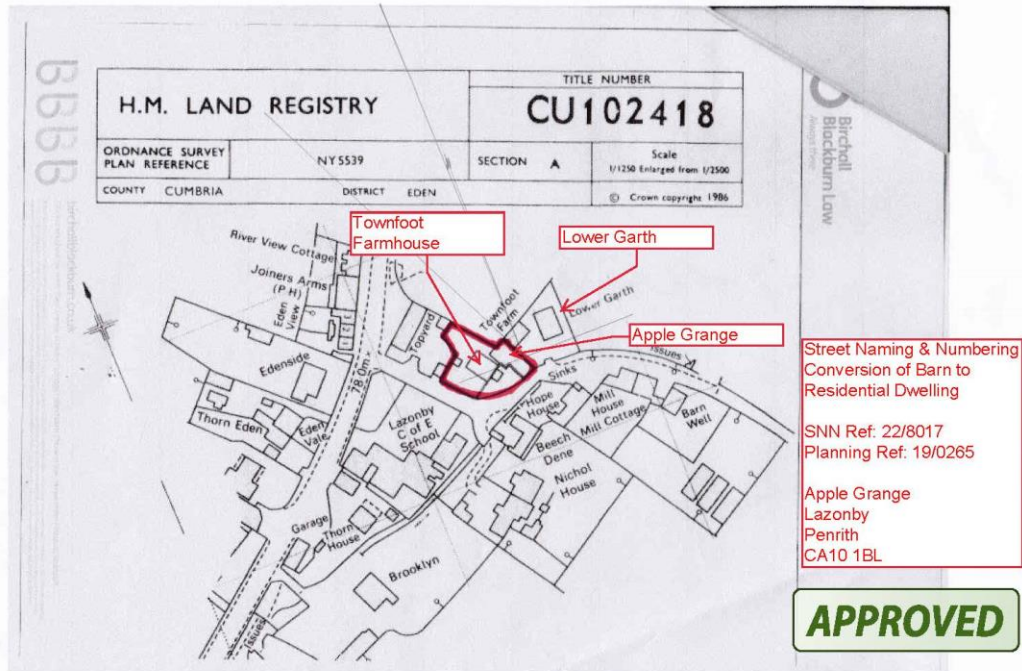 BBBB
Birchall
Blackburn Law
H.M. LAND REGISTRY
TITLE NUMBER
CU102418
ORDNANCE SURVEY
PLAN REFERENCE
NY5539
SECTION A
Scale
1/1250 Enlarged from 1/2500
COUNTY CUMBRIA
DISTRICT EDEN
© Crown copyright 1986
Townfoot
Farmhouse
Lower Garth
Apple Grange
River View Cottage
Joiners Arms
(P H)
Eden
View
Topyard
Townfoot
Farm
Lower Garth
Edenside
78.0m
Issues
Sinks
Thorn Eden
Eden
Vale
Lazonby
C of E
School
Hope
House
Mill
House
Mill Cottage
Barn
Well
Beech
Dene
Nichol
House
Garage
Thorn
House
Brooklyn
Issues
Street Naming & Numbering
Conversion of Barn to
Residential Dwelling
SNN Ref: 22/8017
Planning Ref: 19/0265
Apple Grange
Lazonby
Penrith
CA10 1BL
APPROVED